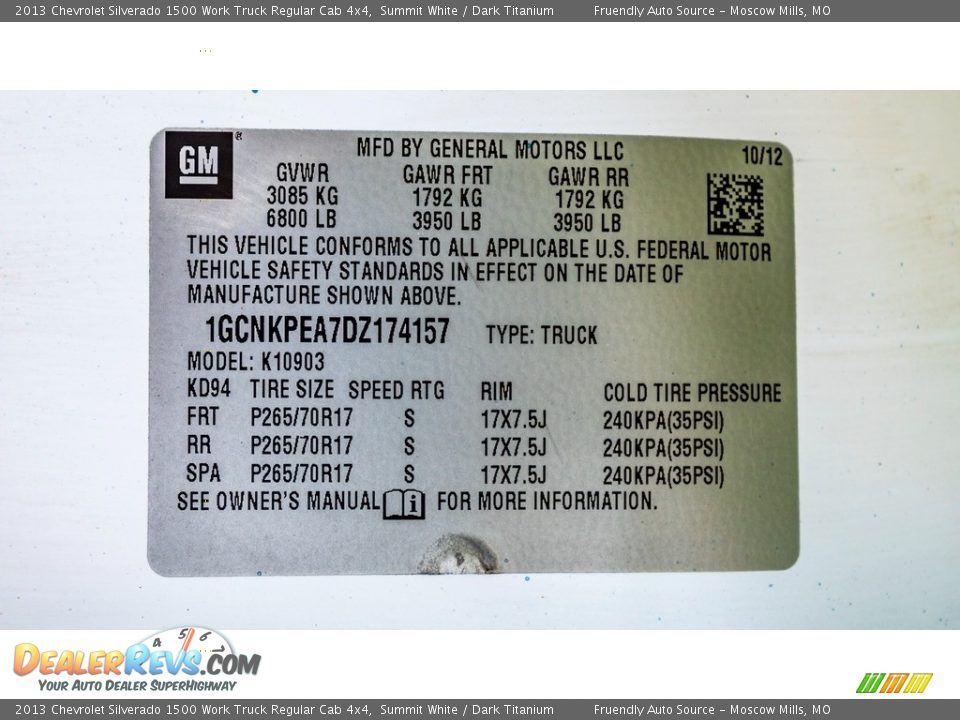 2013 Chevrolet Silverado 1500 Work Truck Regular Cab 4x4, Summit White / Dark Titanium Fruendly Auto Source - Moscow Mills, MO
GM ®
MFD BY GENERAL MOTORS LLC 10/12
GVWR GAWR FRT GAWR RR
3085 KG 1792 KG 1792 KG
6800 LB 3950 LB 3950 LB
THIS VEHICLE CONFORMS TO ALL APPLICABLE U.S. FEDERAL MOTOR
VEHICLE SAFETY STANDARDS IN EFFECT ON THE DATE OF
MANUFACTURE SHOWN ABOVE.
1GCNKPEA7DZ174157 TYPE: TRUCK
MODEL: K10903
KD94 TIRE SIZE SPEED RTG RIM COLD TIRE PRESSURE
FRT P265/70R17 S 17X7.5J 240KPA(35PSI)
RR P265/70R17 S 17X7.5J 240KPA(35PSI)
SPA P265/70R17 S 17X7.5J 240KPA(35PSI)
SEE OWNER'S MANUAL i FOR MORE INFORMATION.
4 5 6 7
DEALERREVS.COM
YOUR AUTO DEALER SUPERHIGHWAY
2013 Chevrolet Silverado 1500 Work Truck Regular Cab 4x4, Summit White / Dark Titanium Fruendly Auto Source - Moscow Mills, MO